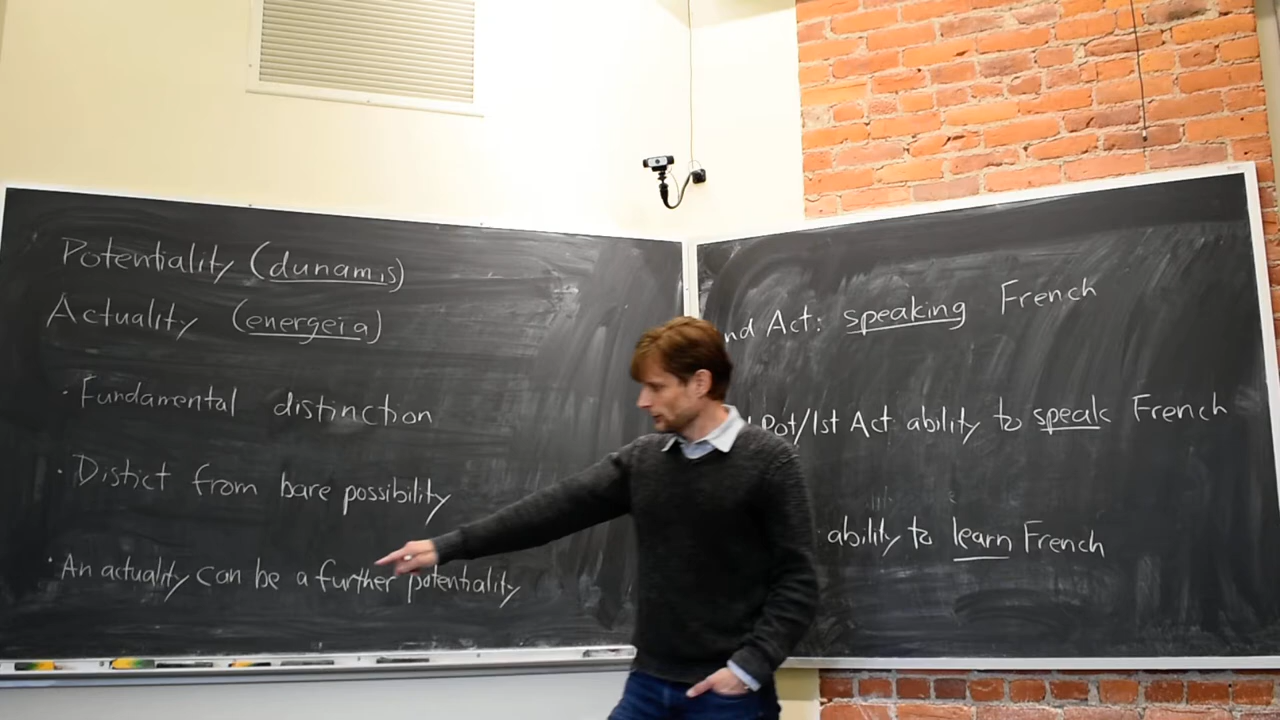 Potentiality (dunamis)
Actuality (energeia)
· Fundamental distinction
· Distict from bare possibility
· An actuality can be a further potentiality
nd Act: speaking French
Pot/1st Act ability to speak French
ability to learn French